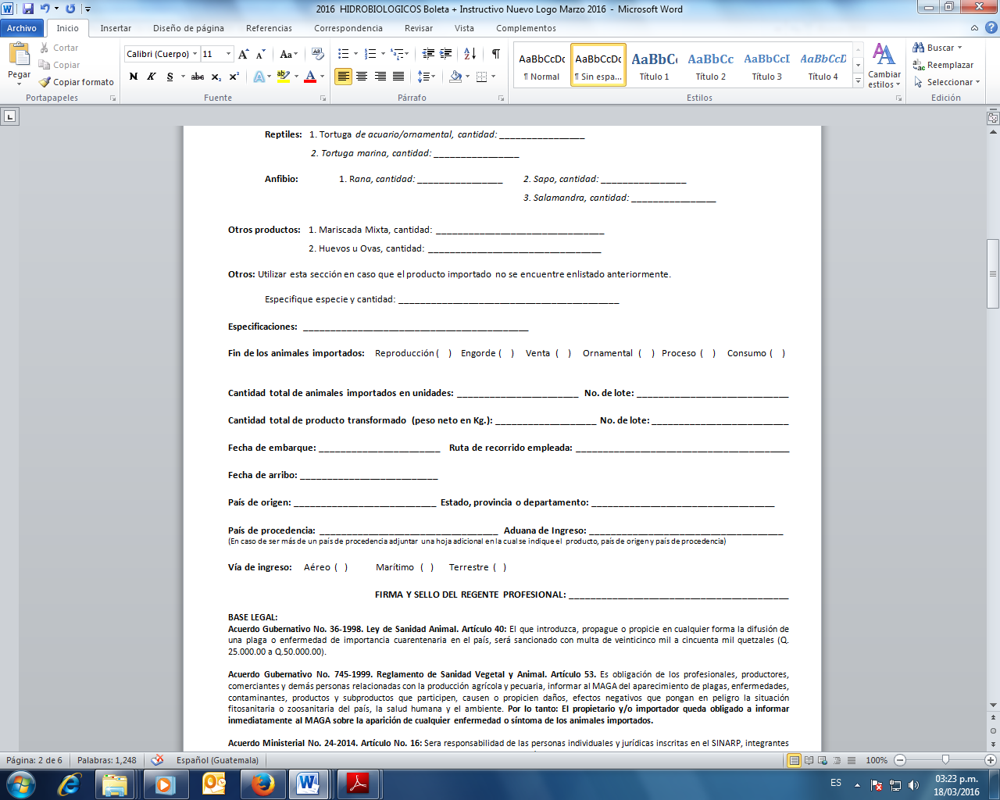 2016 HIDROBIOLOGICOS Boleta + Instructivo Nuevo Logo Marzo 2016 - Microsoft Word
Archivo Inicio Insertar Diseño de página Referencias Correspondencia Revisar Vista Complementos
Pegar
Cortar
Copiar
Copiar formato
Portapapeles
Calibri (Cuerpo) 11
N K S abc x₂ x²
Fuente
Párrafo
AaBbCcDc AaBbCcDc AaBbC AaBbCc AaBbCcI AaBbCcD
¶ Normal ¶ Sin espa... Título 1 Título 2 Título 3 Título 4
Estilos
Cambiar estilos
Buscar
Reemplazar
Seleccionar
Edición
Reptiles: 1. Tortuga de acuario/ornamental, cantidad: ________________
2. Tortuga marina, cantidad: ________________
Anfibio: 1. Rana, cantidad: ________________ 2. Sapo, cantidad: ________________
3. Salamandra, cantidad: ________________
Otros productos: 1. Mariscada Mixta, cantidad: ________________________________
2. Huevos u Ovas, cantidad: ________________________________
Otros: Utilizar esta sección en caso que el producto importado no se encuentre enlistado anteriormente.
Especifique especie y cantidad: __________________________________________
Especificaciones: ___________________________________________
Fin de los animales importados: Reproducción ( ) Engorde ( ) Venta ( ) Ornamental ( ) Proceso ( ) Consumo ( )
Cantidad total de animales importados en unidades: _______________________ No. de lote: _____________________________
Cantidad total de producto transformado (peso neto en Kg.): ___________________ No. de lote: __________________________
Fecha de embarque: _______________________ Ruta de recorrido empleada: _________________________________________
Fecha de arribo: __________________________
País de origen: ___________________________ Estado, provincia o departamento: ___________________________________
País de procedencia: __________________________________ Aduana de Ingreso: _____________________________________
(En caso de ser más de un país de procedencia adjuntar una hoja adicional en la cual se indique el producto, país de origen y país de procedencia)
Vía de ingreso: Aéreo ( ) Marítimo ( ) Terrestre ( )
FIRMA Y SELLO DEL REGENTE PROFESIONAL: __________________________________________
BASE LEGAL:
Acuerdo Gubernativo No. 36-1998. Ley de Sanidad Animal. Artículo 40: El que introduzca, propague o propicie en cualquier forma la difusión de
una plaga o enfermedad de importancia cuarentenaria en el país, será sancionado con multa de veinticinco mil a cincuenta mil quetzales (Q.
25.000.00 a Q.50.000.00).
Acuerdo Gubernativo No. 745-1999. Reglamento de Sanidad Vegetal y Animal. Artículo 53. Es obligación de los profesionales, productores,
comerciantes y demás personas relacionadas con la producción agrícola y pecuaria, informar al MAGA del aparecimiento de plagas, enfermedades,
contaminantes, productos y subproductos que participen, causen o propicien daños, efectos negativos que pongan en peligro la situación
fitosanitaria o zoosanitaria del país, la salud humana y el ambiente. Por lo tanto: El propietario y/o importador queda obligado a informar
inmediatamente al MAGA sobre la aparición de cualquier enfermedad o síntoma de los animales importados.
Acuerdo Ministerial No. 24-2014. Artículo No. 16: Sera responsabilidad de las personas individuales y jurídicas inscritas en el SINARP, integrantes
Página: 2 de 6 Palabras: 1,248 Español (Guatemala) 100%
ES
03:23 p.m.
18/03/2016